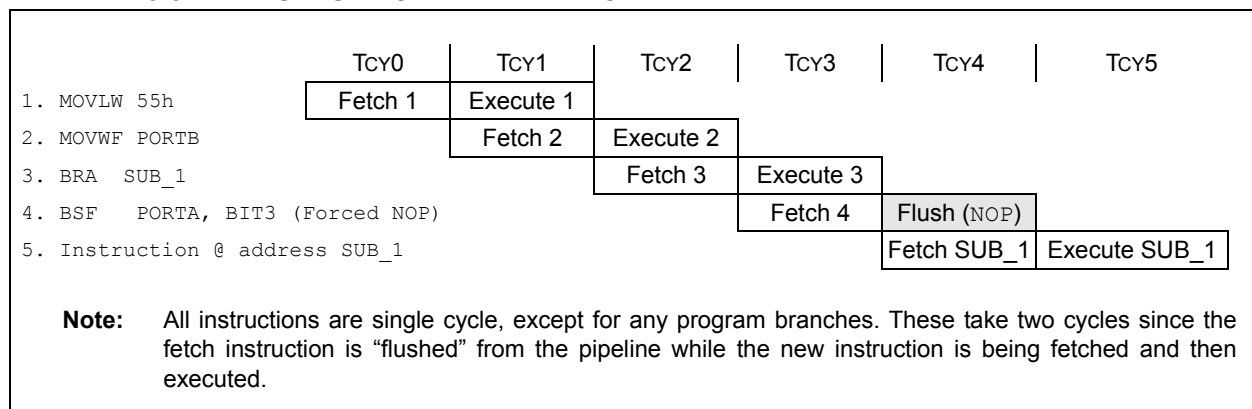 TCY0 TCY1 TCY2 TCY3 TCY4 TCY5
1. MOVLW 55h Fetch 1 Execute 1
2. MOVWF PORTB Fetch 2 Execute 2
3. BRA SUB_1 Fetch 3 Execute 3
4. BSF PORTA, BIT3 (Forced NOP) Fetch 4 Flush (NOP)
5. Instruction @ address SUB_1 Fetch SUB_1 Execute SUB_1
Note: All instructions are single cycle, except for any program branches. These take two cycles since the
fetch instruction is “flushed” from the pipeline while the new instruction is being fetched and then
executed.